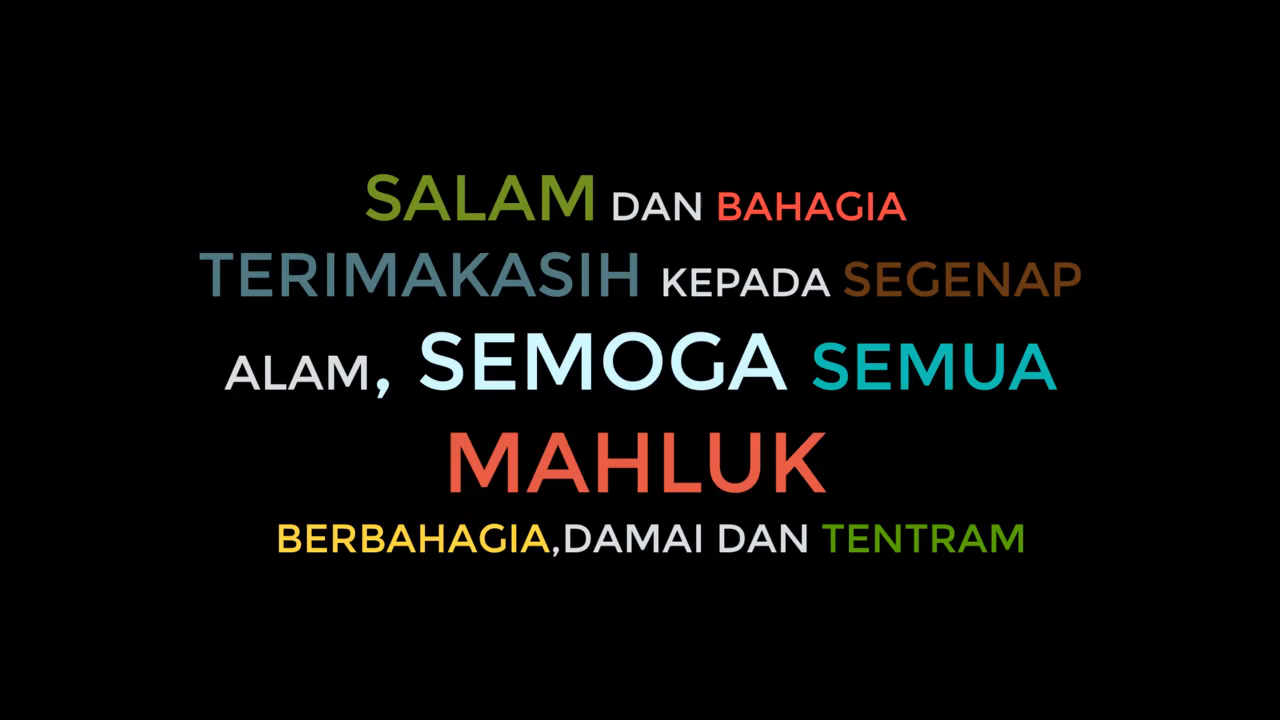 SALAM DAN BAHAGIA
TERIMAKASIH KEPADA SEGENAP
ALAM, SEMOGA SEMUA
MAHLUK
BERBAHAGIA,DAMAI DAN TENTRAM